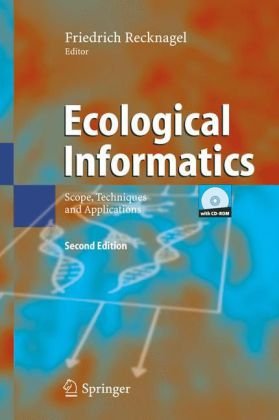 Friedrich Recknagel
Editor
Ecological
Informatics
Scope, Techniques
and Applications
with CD-ROM
Second Edition
Springer